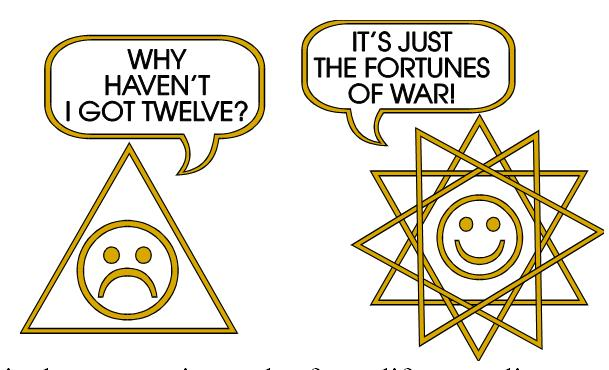 WHY
HAVEN'T
I GOT TWELVE?
IT'S JUST
THE FORTUNES
OF WAR!